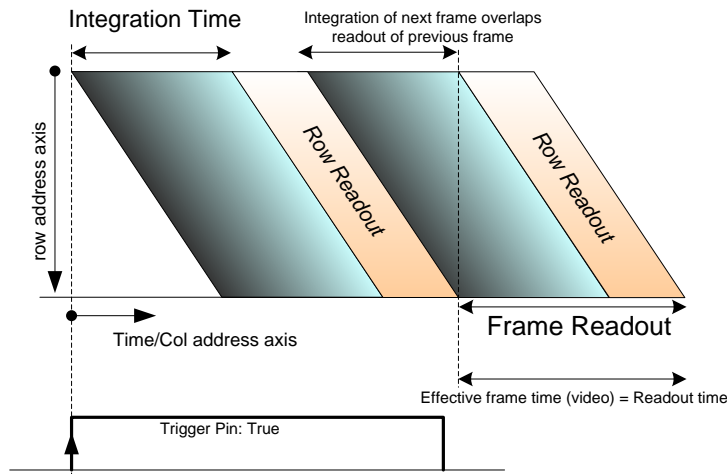 Integration Time
Integration of next frame overlaps
readout of previous frame
row address axis
Row Readout
Row Readout
Time/Col address axis
Frame Readout
Effective frame time (video) = Readout time
Trigger Pin: True